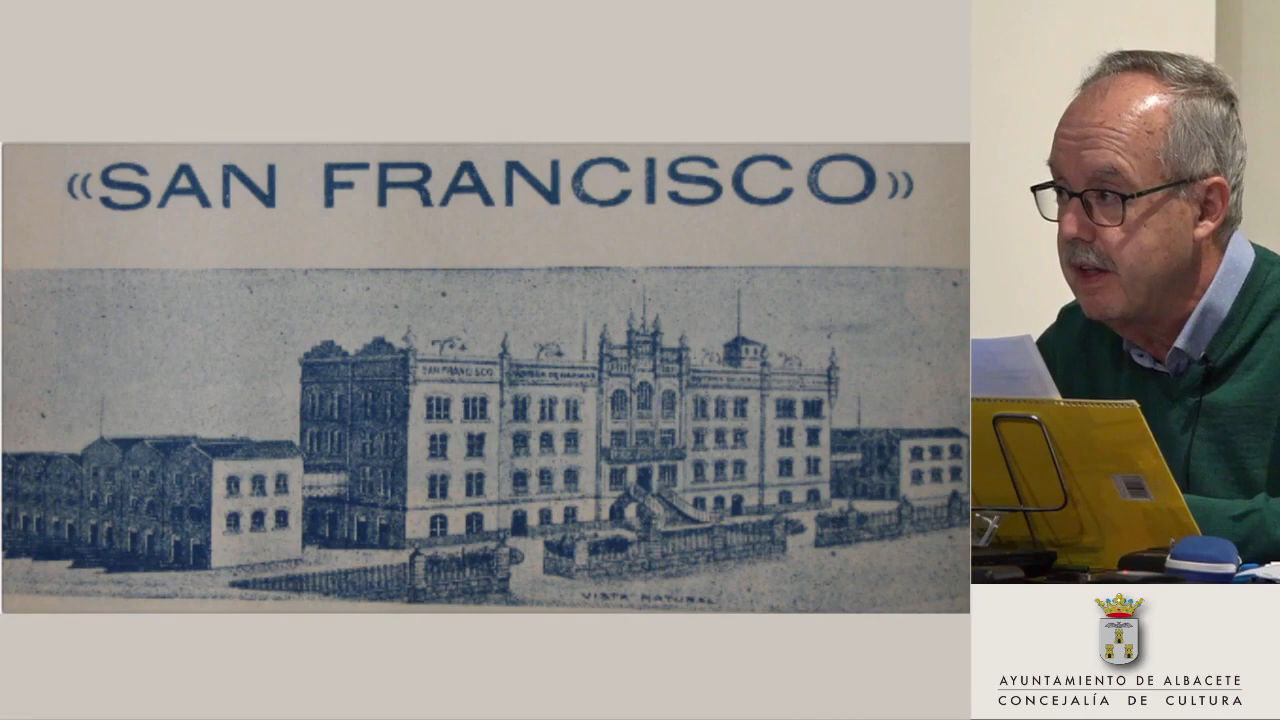 «SAN FRANCISCO»
SAN FRANCISCO
VISTA NATURAL
AYUNTAMIENTO DE ALBACETE
CONCEJALÍA DE CULTURA